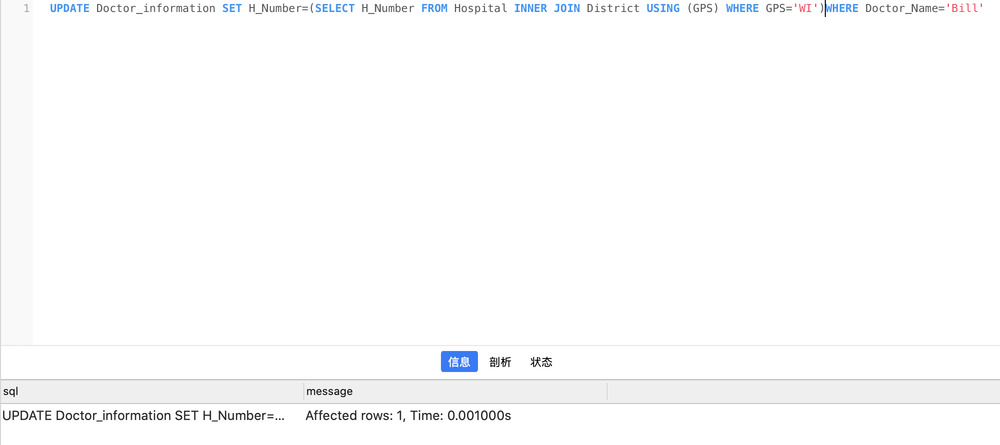 1 UPDATE Doctor_information SET H_Number=(SELECT H_Number FROM Hospital INNER JOIN District USING (GPS) WHERE GPS='WI')WHERE Doctor_Name='Bill'
信息 剖析 状态
sql message
UPDATE Doctor_information SET H_Number=... Affected rows: 1, Time: 0.001000s